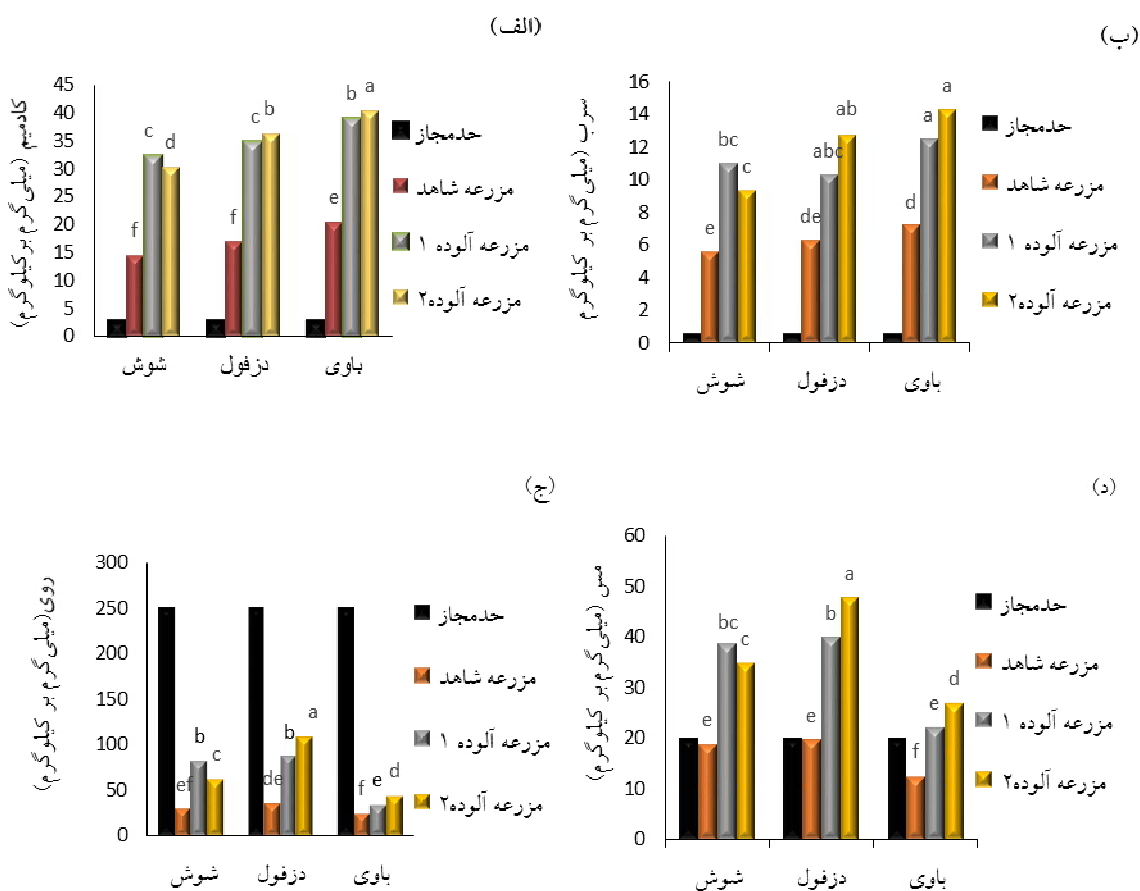 (الف)
کادمیم (میلی گرم بر کیلوگرم)
45
40
35
30
25
20
15
10
5
0
f
c
d
f
c
b
e
b
a
شوش
دزفول
باوی
حدمجاز
مزرعه شاهد
مزرعه آلوده ۱
مزرعه آلوده۲
(ب)
سرب (میلی گرم بر کیلوگرم
16
14
12
10
8
6
4
2
0
e
bc
c
de
abc
ab
d
a
a
شوش
دزفول
باوی
حدمجاز
مزرعه شاهد
مزرعه آلوده ۱
مزرعه آلوده۲
(ج)
روی(میلی گرم بر کیلوگرم)
300
250
200
150
100
50
0
ef
b
c
de
b
a
f
e
d
شوش
دزفول
باوی
حدمجاز
مزرعه شاهد
مزرعه آلوده ۱
مزرعه آلوده۲
(د)
مس (میلی گرم بر کیلوگرم)
60
50
40
30
20
10
0
e
bc
c
e
b
a
f
e
d
شوش
دزفول
باوی
حدمجاز
مزرعه شاهد
مزرعه آلوده ۱
مزرعه آلوده۲